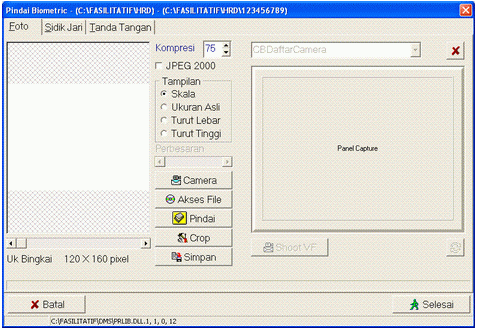 Pindai Biometric - (C:\FASILITATIF\HRD) - (C:\FASILITATIF\HRD\123456789)
Foto Sidik Jari Tanda Tangan
Kompresi 75
CBDaftarCamera
JPEG 2000
Tampilan
Skala
Ukuran Asli
Turut Lebar
Turut Tinggi
Perbesaran
Panel Capture
Camera
Akses File
Pindai
Crop
Simpan
Shoot VF
Uk Bingkai 120 X 160 pixel
Batal
Selesai
C:\FASILITATIF\DMS\PRLIB.DLL.1, 1, 0, 12